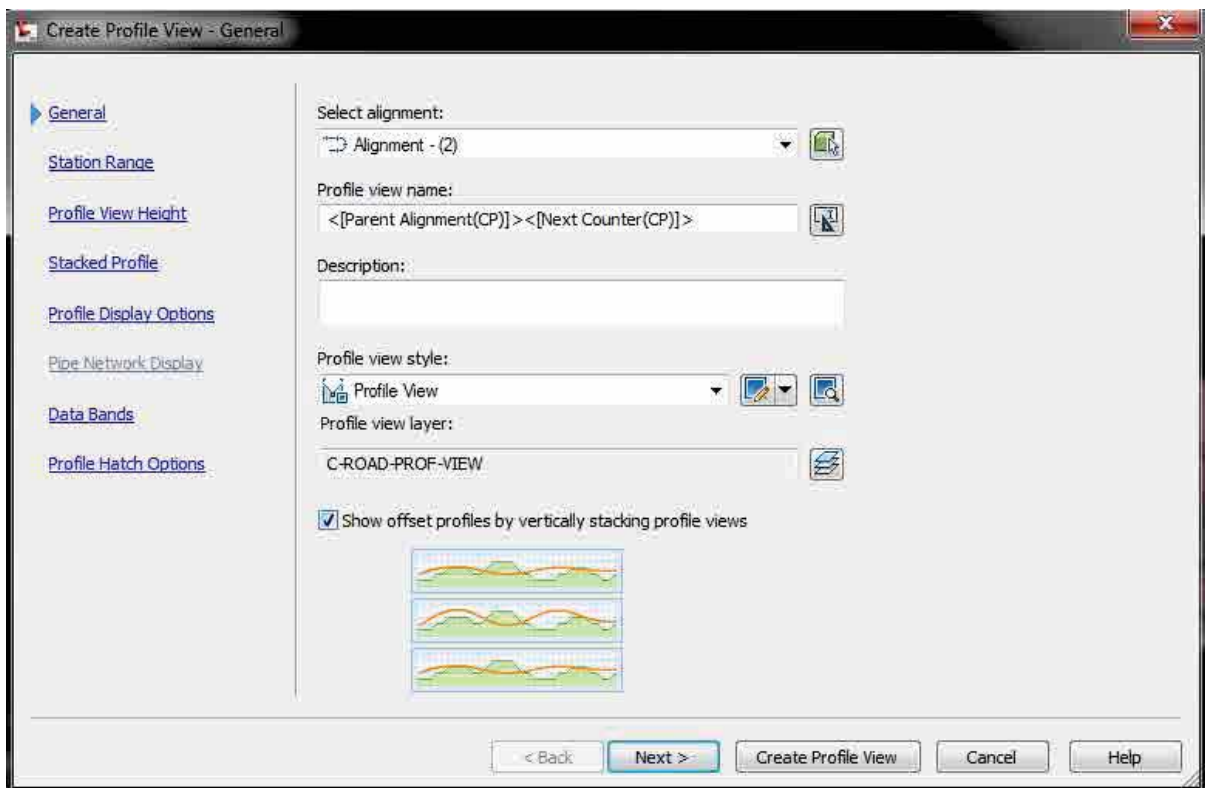 Create Profile View - General
General
Station Range
Profile View Height
Stacked Profile
Profile Display Options
Pipe Network Display
Data Bands
Profile Hatch Options
Select alignment:
Alignment - (2)
Profile view name:
<[Parent Alignment(CP)]><[Next Counter(CP)]>
Description:
Profile view style:
Profile View
Profile view layer:
C-ROAD-PROF-VIEW
Show offset profiles by vertically stacking profile views
< Back
Next >
Create Profile View
Cancel
Help